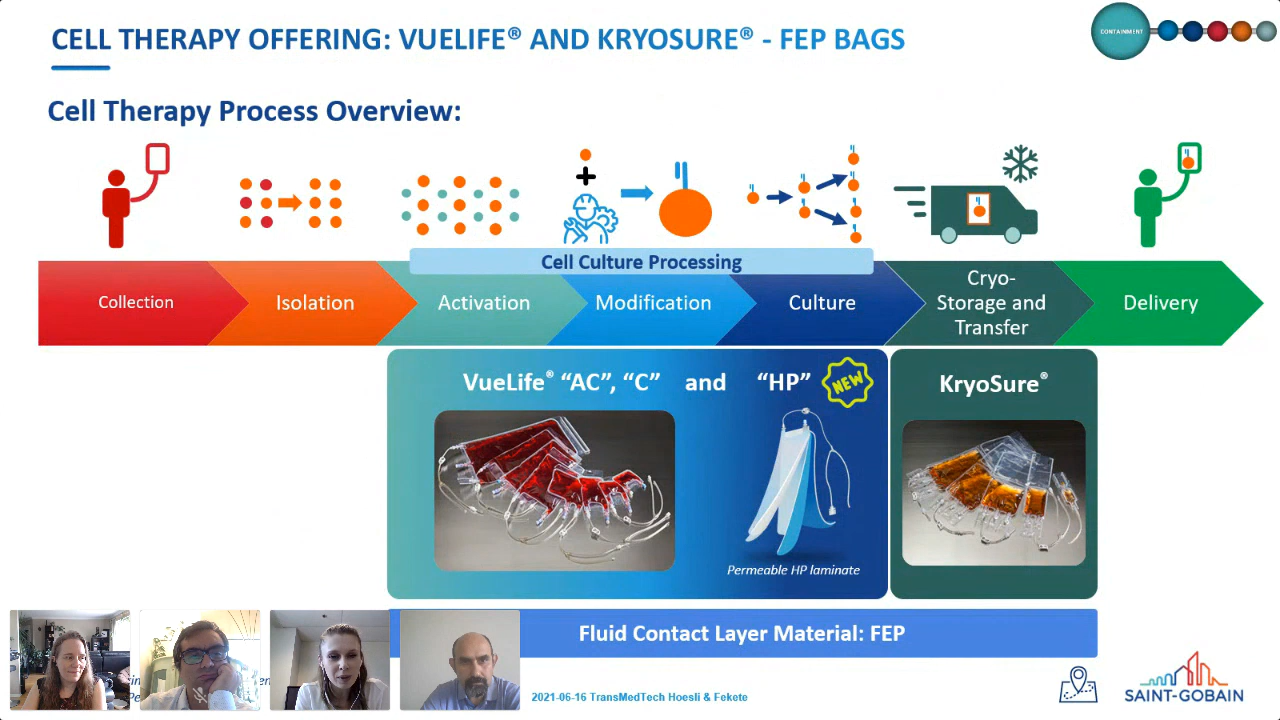 CELL THERAPY OFFERING: VUELIFE® AND KRYOSURE® - FEP BAGS
CONTAINMENT
Cell Therapy Process Overview:
Cell Culture Processing
Collection
Isolation
Activation
Modification
Culture
Cryo-
Storage and
Transfer
Delivery
VueLife® “AC”, “C” and “HP”
NEW
KryoSure®
Permeable HP laminate
Fluid Contact Layer Material: FEP
2021-06-16 TransMedTech Hoesli & Fekete
SAINT-GOBAIN